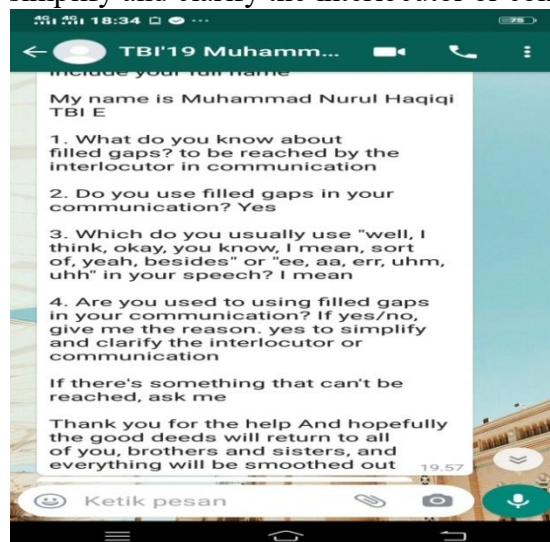 simplify and clarify the interlocutor or
4G 4G 18:34
75
TBI'19 Muhamm...
include your full name
My name is Muhammad Nurul Haqiqi
TBI E
1. What do you know about
filled gaps? to be reached by the
interlocutor in communication
2. Do you use filled gaps in your
communication? Yes
3. Which do you usually use "well, I
think, okay, you know, I mean, sort
of, yeah, besides" or "ee, aa, err, uhm,
uhh" in your speech? I mean
4. Are you used to using filled gaps
in your communication? If yes/no,
give me the reason. yes to simplify
and clarify the interlocutor or
communication
If there's something that can't be
reached, ask me
Thank you for the help And hopefully
the good deeds will return to all
of you, brothers and sisters, and
everything will be smoothed out 19.57
Ketik pesan